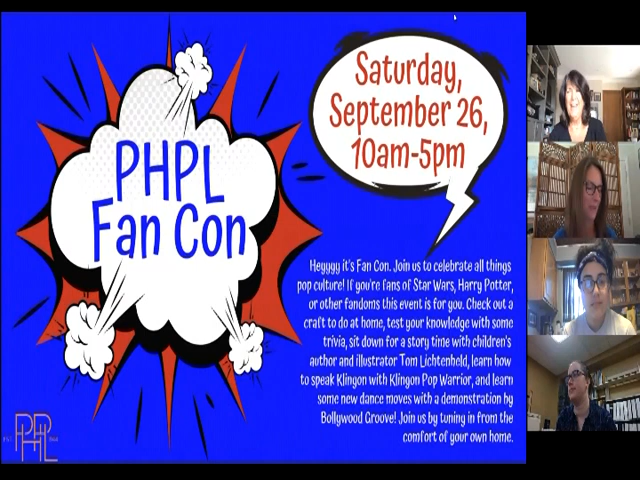 PHPL
Fan Con
Saturday,
September 26,
10am-5pm
Heyyyy it's Fan Con. Join us to celebrate all things
pop culture! If you're fans of Star Wars, Harry Potter,
or other fandoms this event is for you. Check out a
craft to do at home, test your knowledge with some
trivia, sit down for a story time with children's
author and illustrator Tom Lichtenheld, learn how
to speak Klingon with Klingon Pop Warrior, and learn
some new dance moves with a demonstration by
Bollywood Groove! Join us by tuning in from the
comfort of your own home.
PHPL